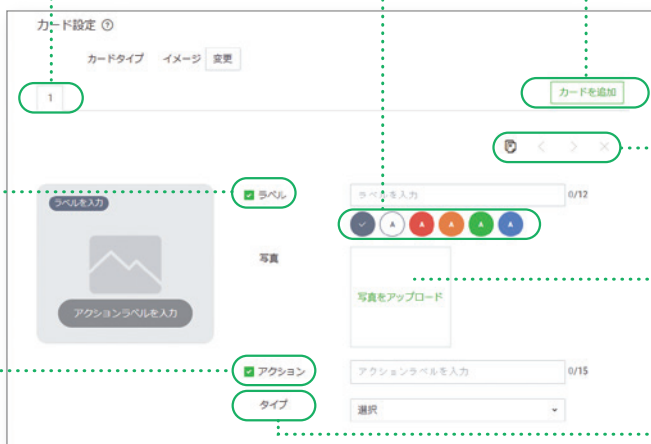 カード設定 ?
カードタイプ イメージ 変更
1
カードを追加
ラベルを入力
ラベル
ラベルを入力 0/12
A A A A A
写真
写真をアップロード
アクションラベルを入力
アクション
アクションラベルを入力 0/15
タイプ
選択